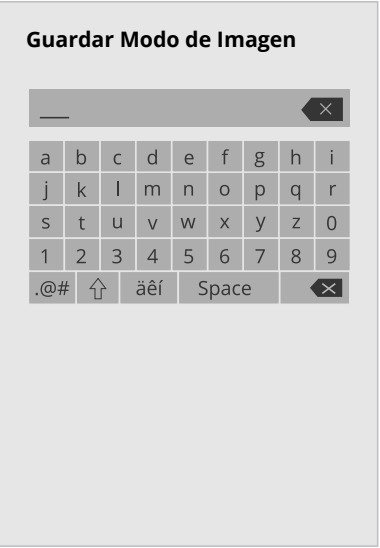 Guardar Modo de Imagen
a b c d e f g h i
j k l m n o p q r
s t u v w x y z 0
1 2 3 4 5 6 7 8 9
.@# äêí Space